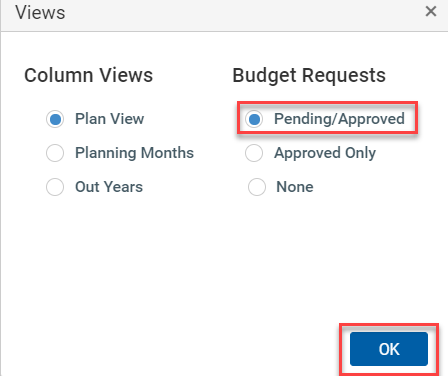 Views
Column Views
Budget Requests
Plan View
Pending/Approved
Planning Months
Approved Only
Out Years
None
OK